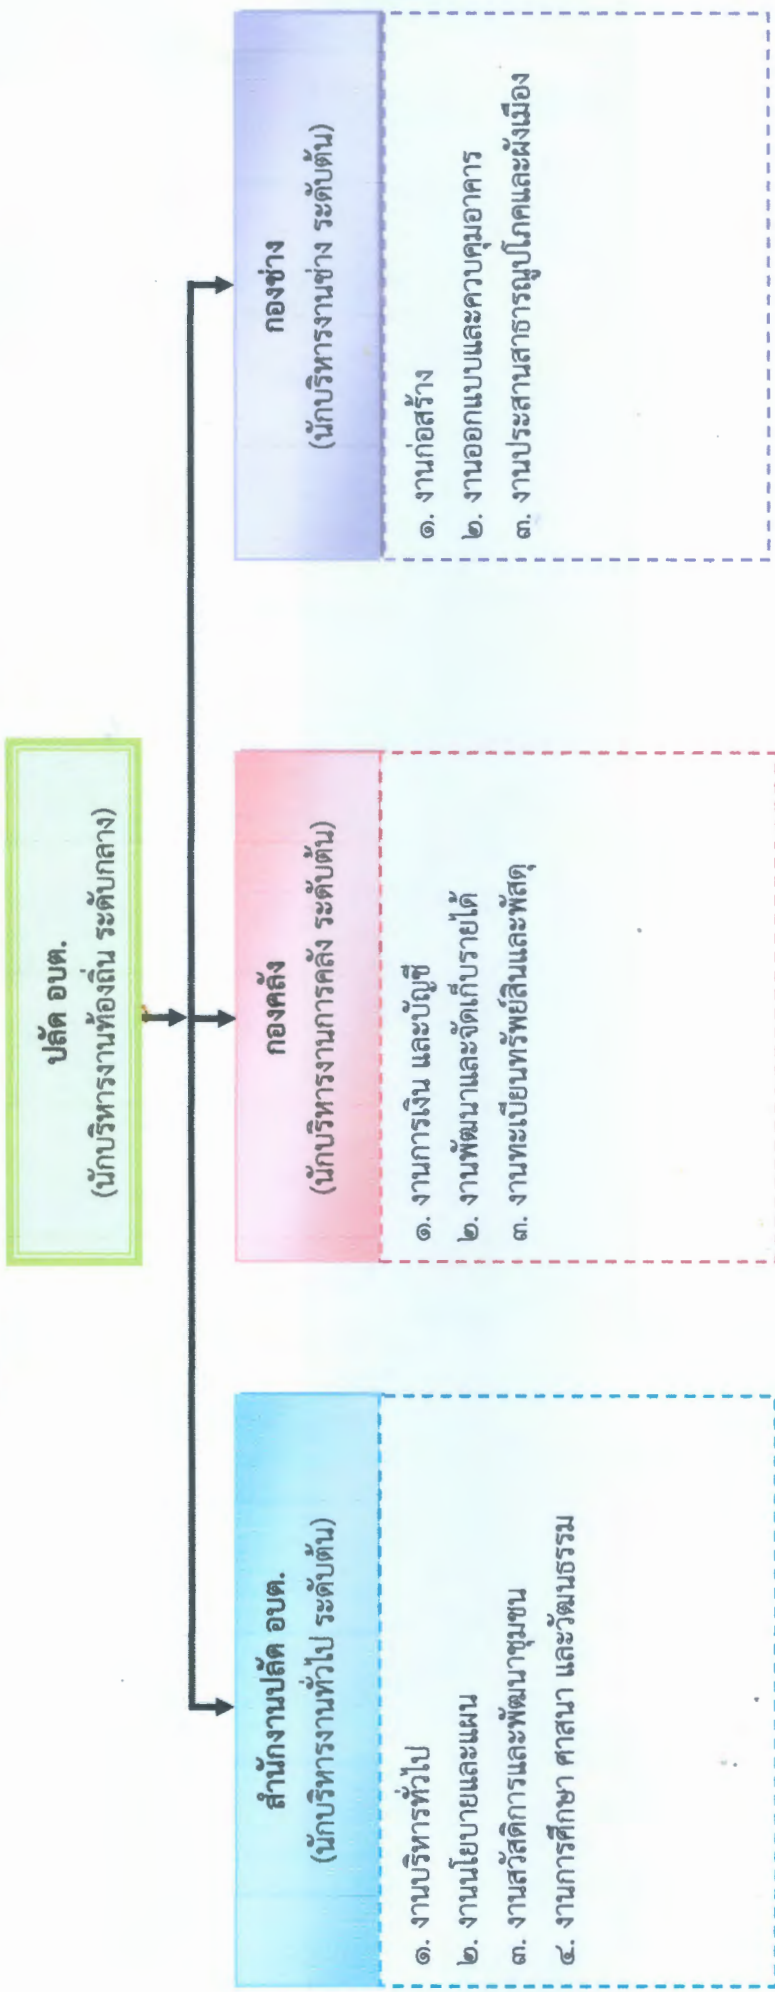 ปลัด อบต.
(นักบริหารงานท้องถิ่น ระดับกลาง)
สำนักงานปลัด อบต.
(นักบริหารงานทั่วไป ระดับต้น)
๑. งานบริหารทั่วไป
๒. งานนโยบายและแผน
๓. งานสวัสดิการและพัฒนาชุมชน
๔. งานการศึกษา ศาสนา และวัฒนธรรม
กองคลัง
(นักบริหารงานการคลัง ระดับต้น)
๑. งานการเงิน และบัญชี
๒. งานพัฒนาและจัดเก็บรายได้
๓. งานทะเบียนทรัพย์สินและพัสดุ
กองช่าง
(นักบริหารงานช่าง ระดับต้น)
๑. งานก่อสร้าง
๒. งานออกแบบและควบคุมอาคาร
๓. งานประสานสาธารณูปโภคและผังเมือง